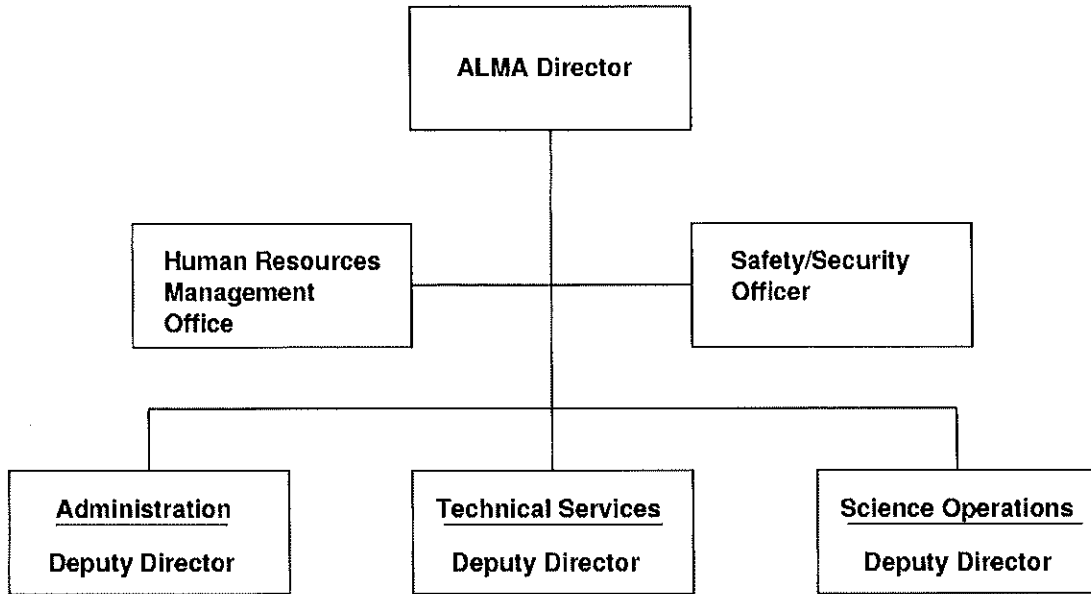 ALMA Director
Human Resources
Management
Office
Safety/Security
Officer
Administration
Deputy Director
Technical Services
Deputy Director
Science Operations
Deputy Director